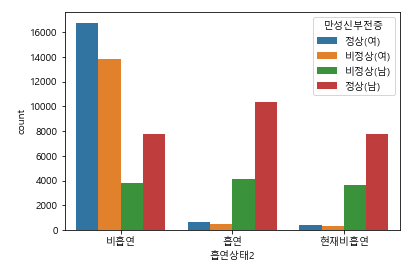 만성신부전증
정상(여)
비정상(여)
비정상(남)
정상(남)
16000
14000
12000
10000
8000
6000
4000
2000
0
count
비흡연 흡연 현재비흡연
흡연상태2